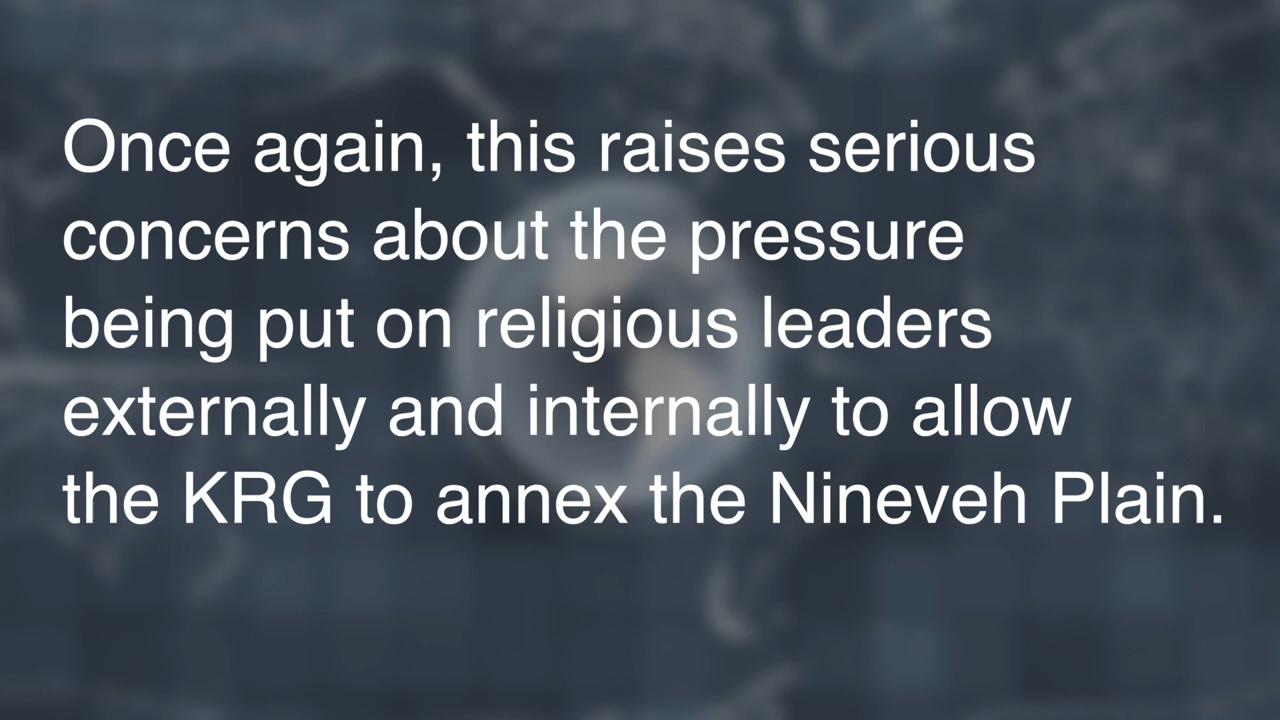 Once again, this raises serious
concerns about the pressure
being put on religious leaders
externally and internally to allow
the KRG to annex the Nineveh Plain.